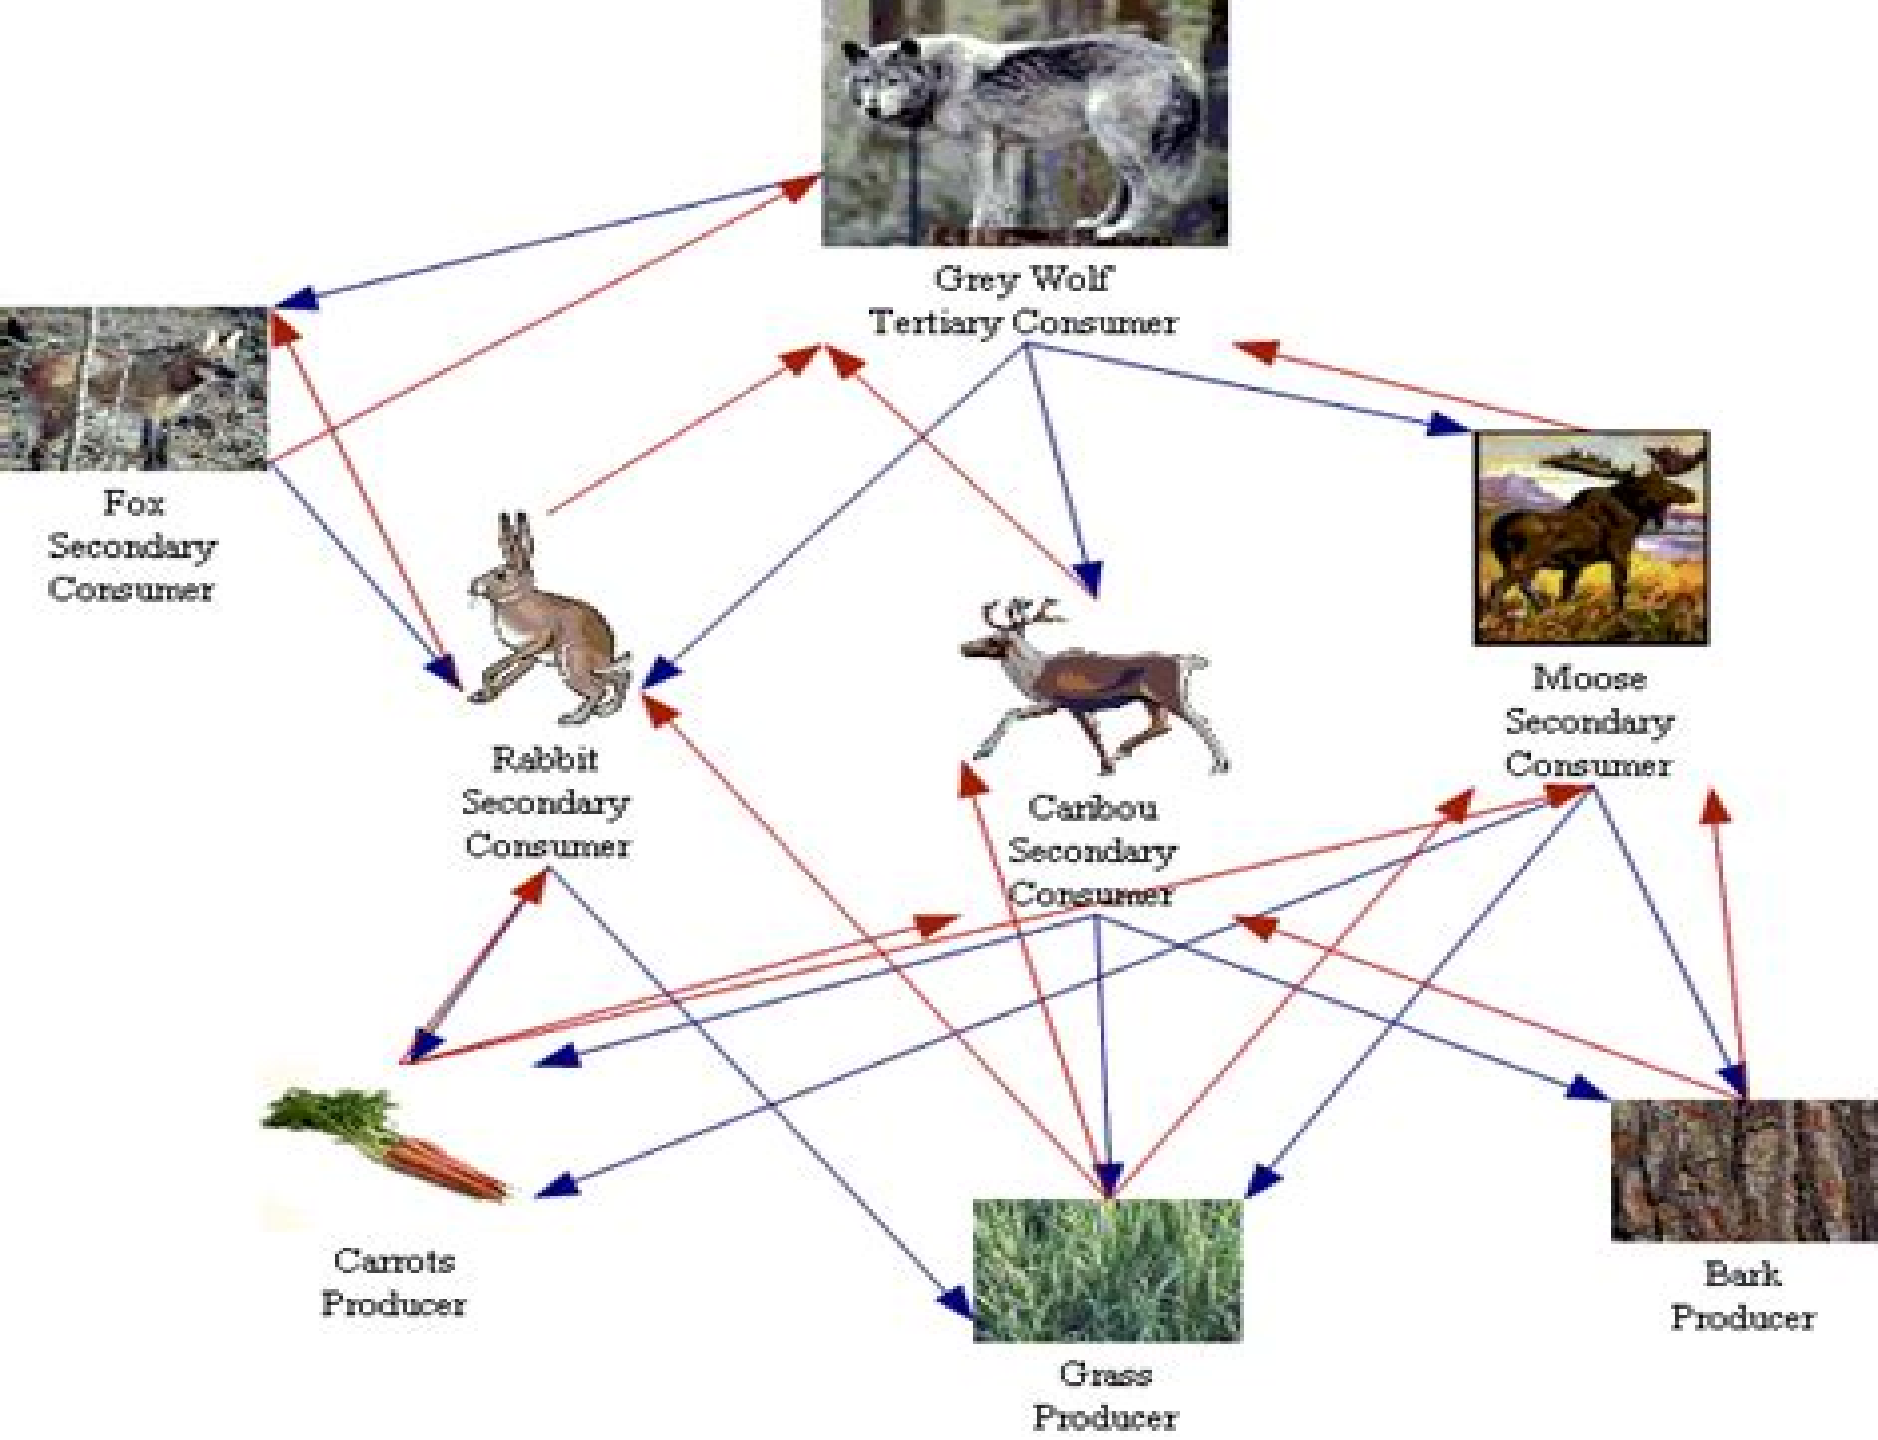 Grey Wolf
Tertiary Consumer
Fox
Secondary
Consumer
Moose
Secondary
Consumer
Rabbit
Secondary
Consumer
Caribou
Secondary
Consumer
Carrots
Producer
Bark
Producer
Grass
Producer